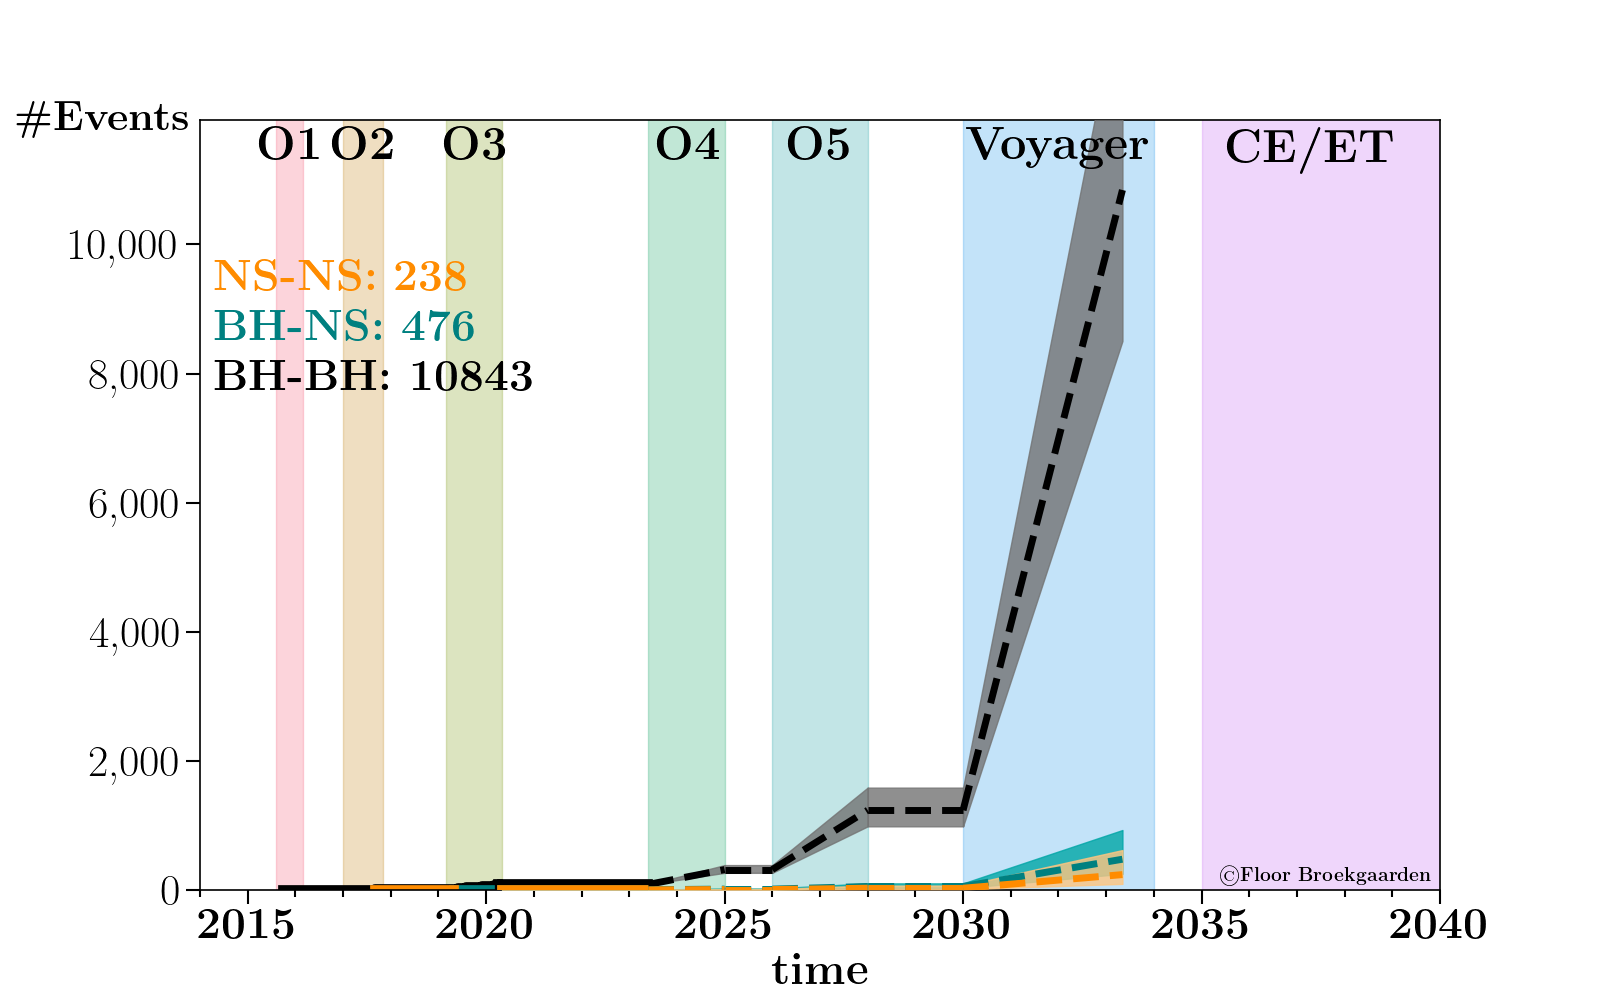 #Events
O1 O2 O3 O4 O5 Voyager CE/ET
10,000
NS-NS: 238
BH-NS: 476
8,000
BH-BH: 10843
6,000
4,000
2,000
0
©Floor Broekgaarden
2015 2020 2025 2030 2035 2040
time